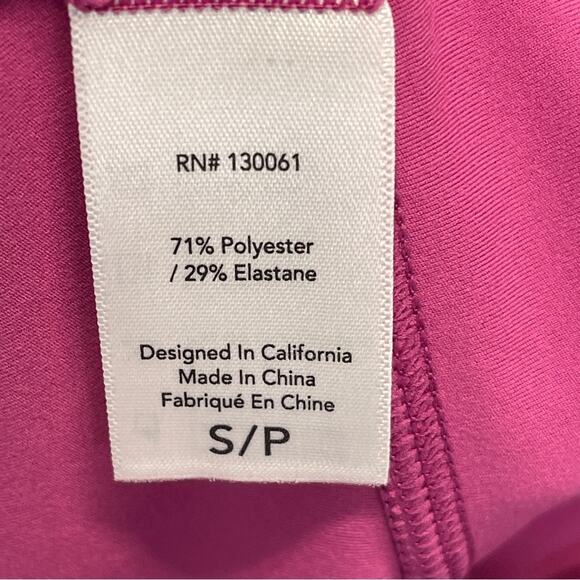 RN# 130061
71% Polyester
/ 29% Elastane
Designed In California
Made In China
Fabriqué En Chine
S/P